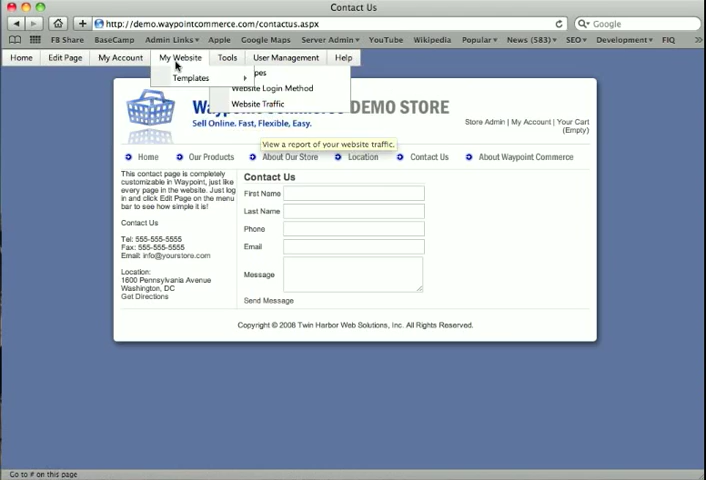 Contact Us
http://demo.waypointcommerce.com/contactus.aspx
Google
FB Share BaseCamp Admin Links Apple Google Maps Server Admin YouTube Wikipedia Popular News (583) SEO Development FIQ
Home Edit Page My Account My Website Tools User Management Help
Templates
pes
Website Login Method
Website Traffic
View a report of your website traffic.
DEMO STORE
Sell Online. Fast, Flexible, Easy.
Store Admin | My Account | Your Cart
(Empty)
Home Our Products About Our Store Location Contact Us About Waypoint Commerce
This contact page is completely
customizable in Waypoint, just like
every page in the website. Just log
in and click Edit Page on the menu
bar to see how simple it is!
Contact Us
Tel: 555-555-5555
Fax: 555-555-5555
Email: info@yourstore.com
Location:
1600 Pennsylvania Avenue
Washington, DC
Get Directions
Contact Us
First Name
Last Name
Phone
Email
Message
Send Message
Copyright © 2008 Twin Harbor Web Solutions, Inc. All Rights Reserved.
Go to # on this page